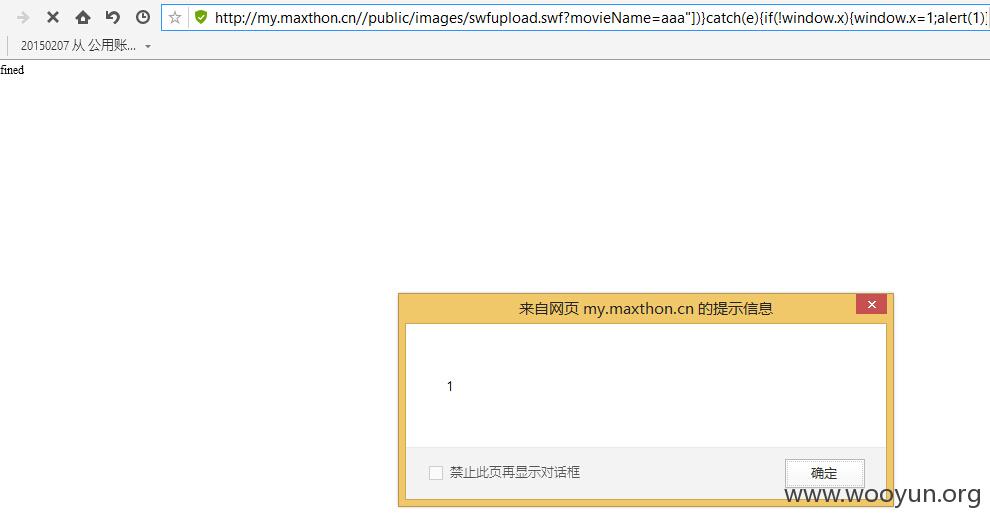 http://my.maxthon.cn//public/images/swfupload.swf?movieName=aaa"])}catch(e){if(!window.x){window.x=1;alert(1)}
20150207 从 公用账...
fined
来自网页 my.maxthon.cn 的提示信息
1
禁止此页再显示对话框
确定
www.wooyun.org